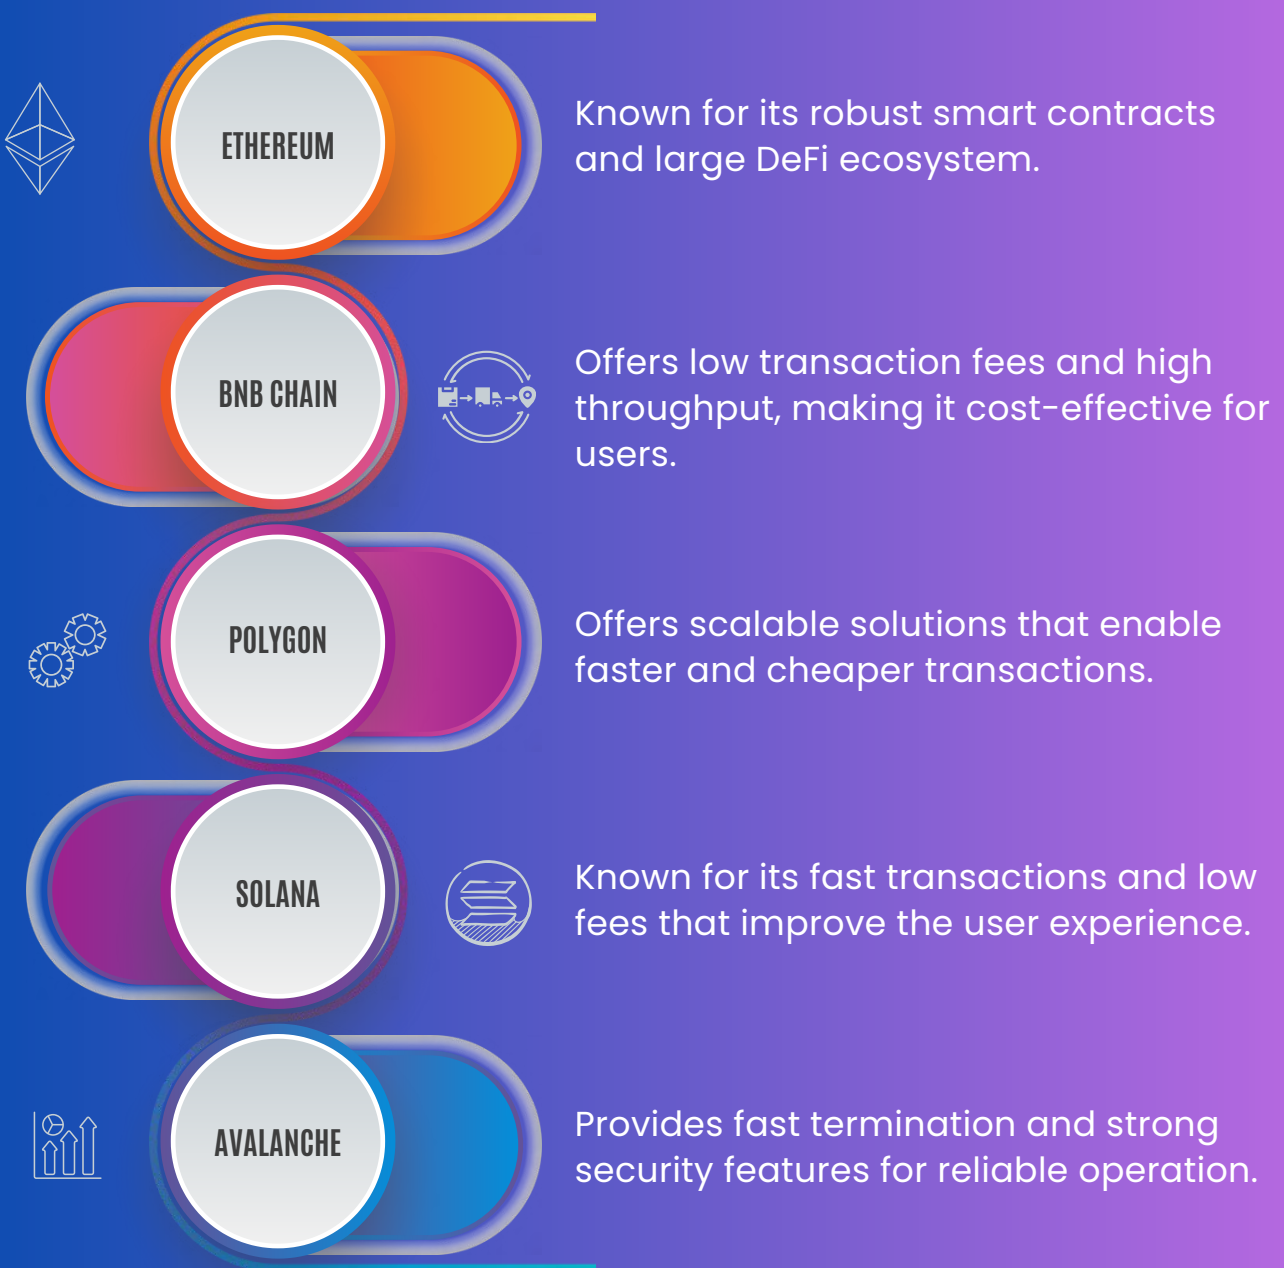 ETHEREUM
Known for its robust smart contracts
and large DeFi ecosystem.
BNB CHAIN
Offers low transaction fees and high
throughput, making it cost-effective for
users.
POLYGON
Offers scalable solutions that enable
faster and cheaper transactions.
SOLANA
Known for its fast transactions and low
fees that improve the user experience.
AVALANCHE
Provides fast termination and strong
security features for reliable operation.